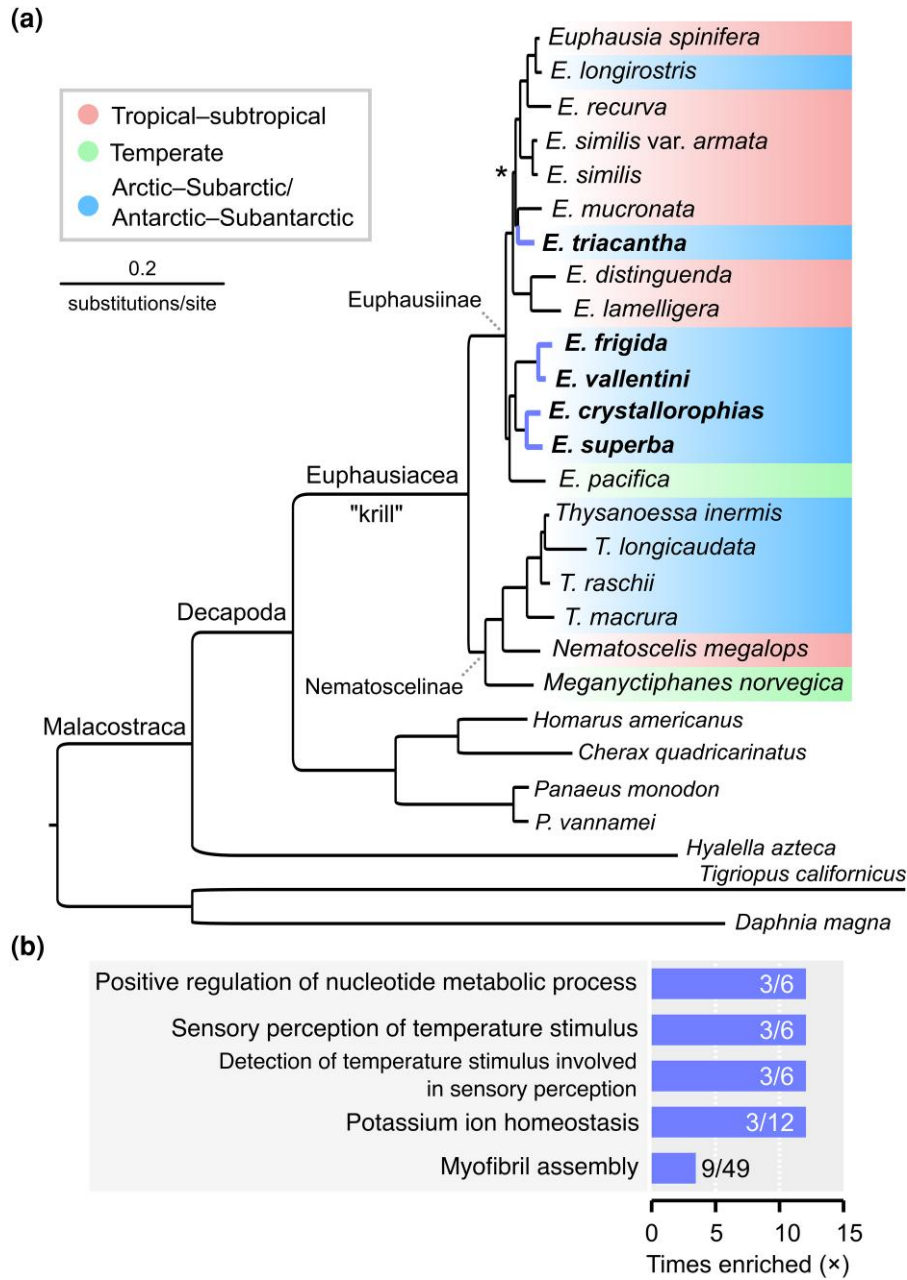 (a)
Tropical–subtropical
Temperate
Arctic–Subarctic/
Antarctic–Subantarctic
0.2
substitutions/site
Euphausia spinifera
E. longirostris
E. recurva
E. similis var. armata
E. similis
*
E. mucronata
E. triacantha
E. distinguenda
Euphausiinae
E. lamelligera
E. frigida
E. vallentini
E. crystallorophias
E. superba
Euphausiacea
"krill"
E. pacifica
Thysanoessa inermis
T. longicaudata
T. raschii
Decapoda
T. macrura
Nematoscelis megalops
Nematoscelinae
Meganyctiphanes norvegica
Malacostraca
Homarus americanus
Cherax quadricarinatus
Panaeus monodon
P. vannamei
Hyalella azteca
Tigriopus californicus
Daphnia magna
(b)
Positive regulation of nucleotide metabolic process 3/6
Sensory perception of temperature stimulus 3/6
Detection of temperature stimulus involved
in sensory perception 3/6
Potassium ion homeostasis 3/12
Myofibril assembly 9/49
0 5 10 15
Times enriched (×)